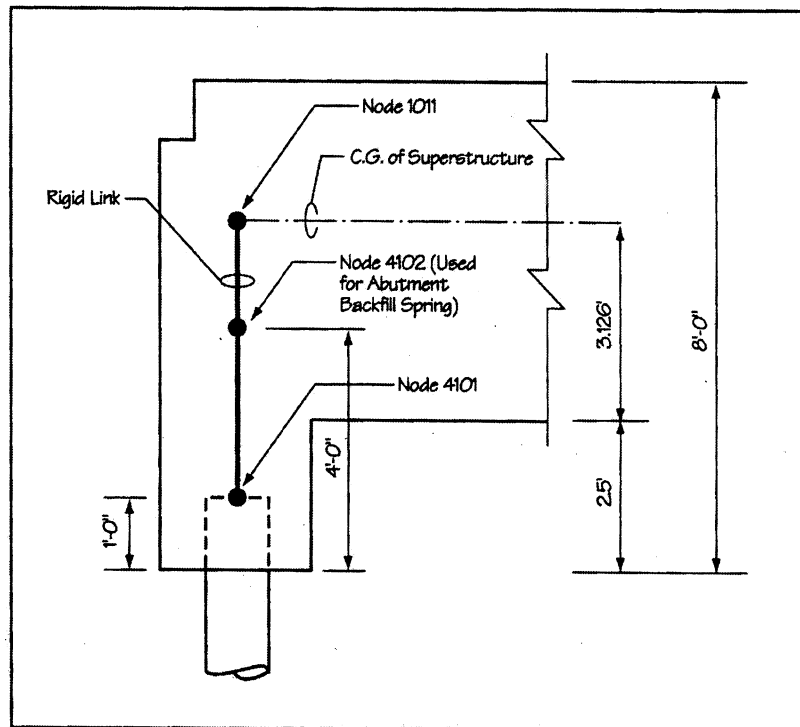 Node 1011
C.G. of Superstructure
Rigid Link
Node 4102 (Used
for Abutment
Backfill Spring)
3.126'
8'-0"
Node 4101
4'-0"
2.5'
1'-0"